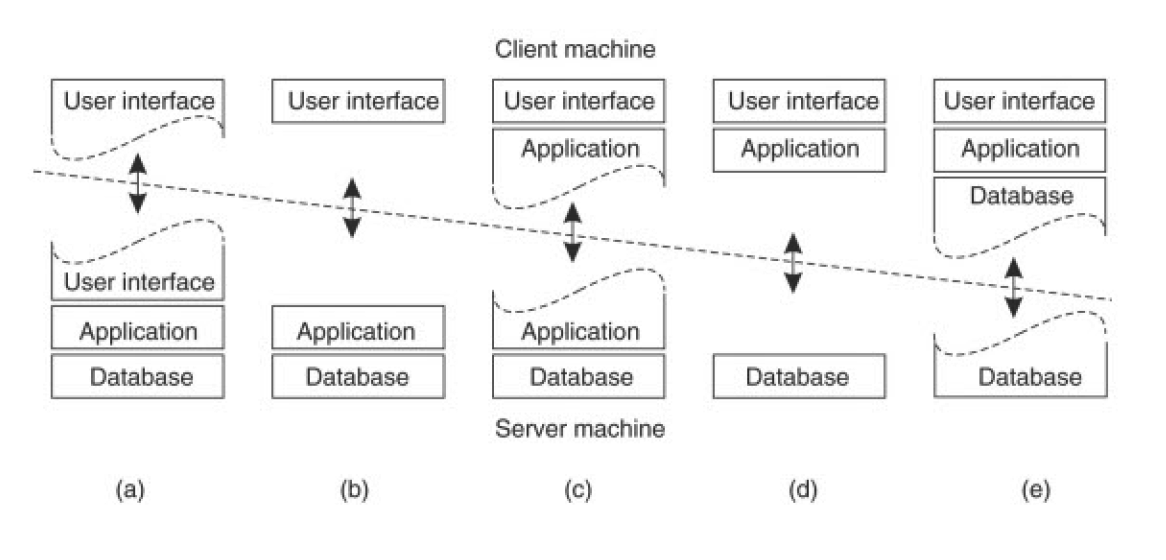 Client machine
User interface User interface User interface User interface User interface
Application Application Application
Database
User interface
Application Application Application
Database Database Database Database Database
Server machine
(a) (b) (c) (d) (e)